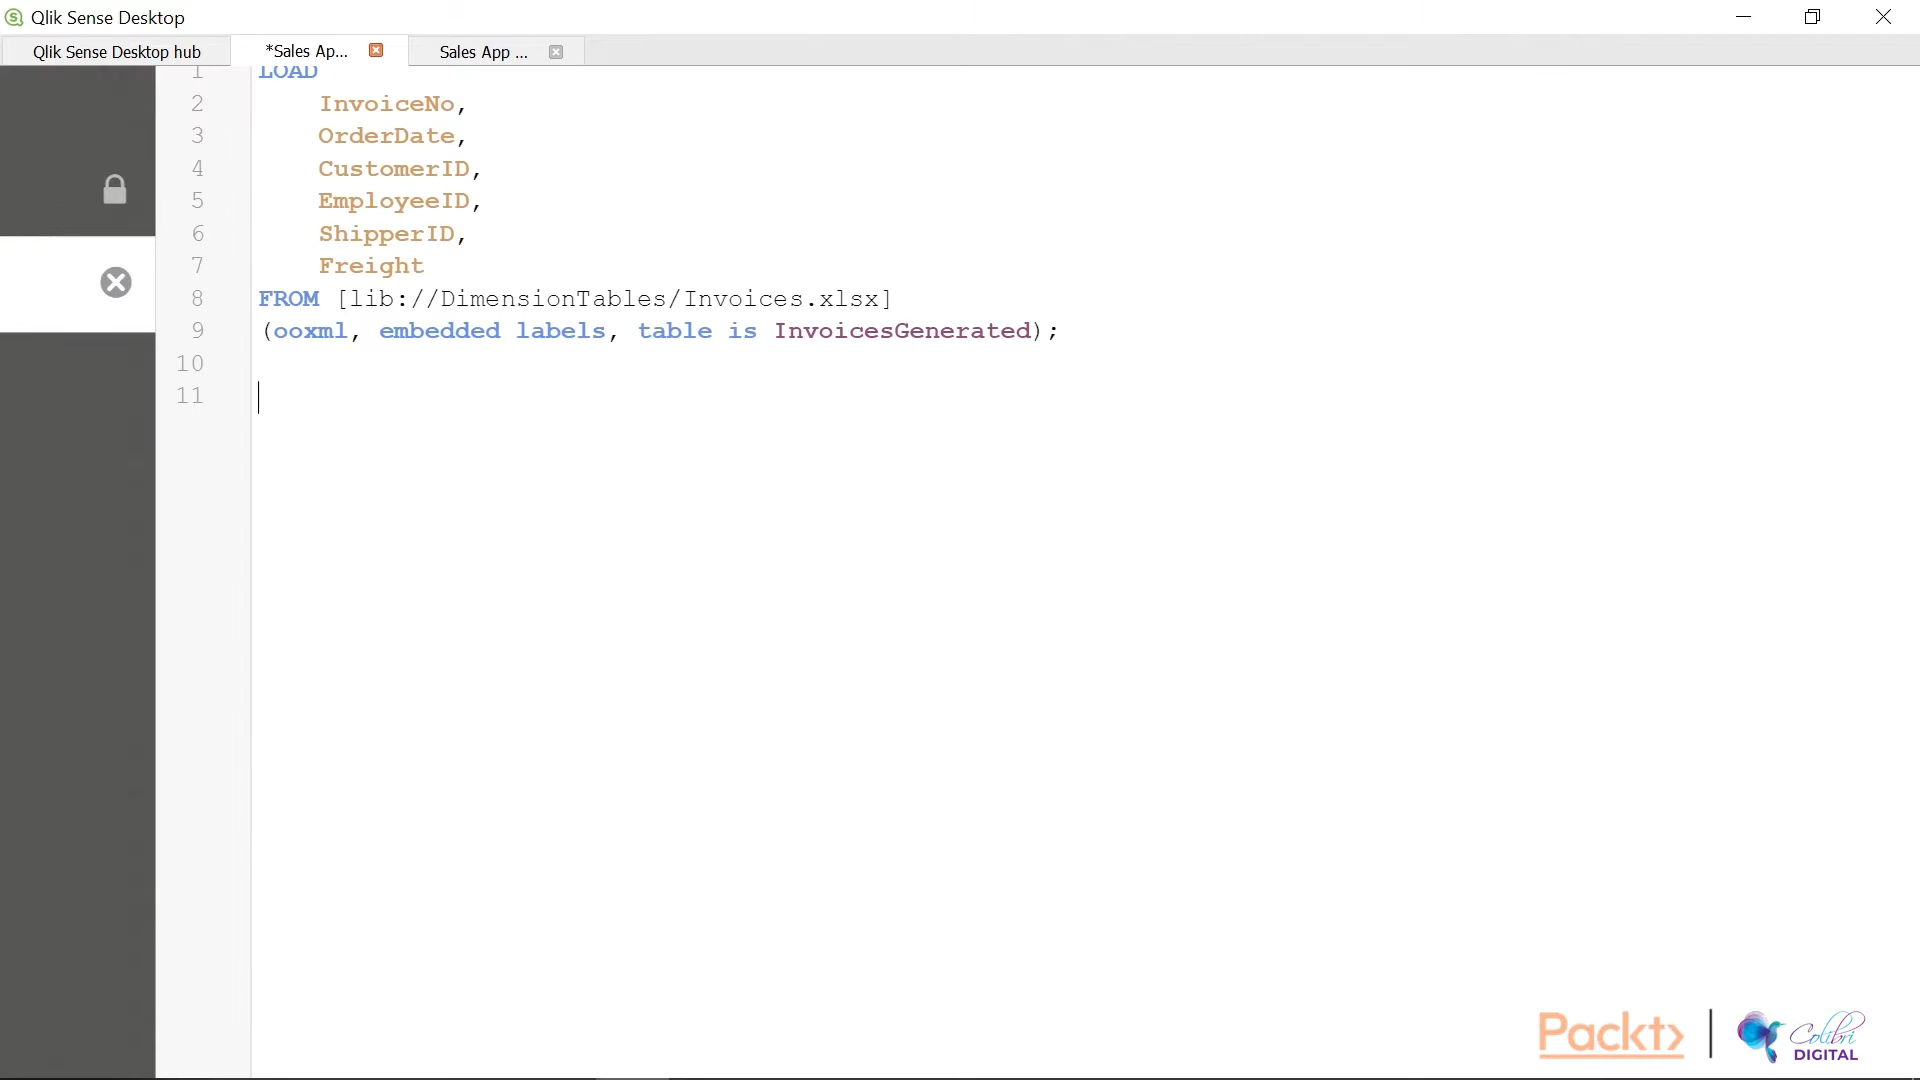 Qlik Sense Desktop
Qlik Sense Desktop hub
*Sales Ap...
Sales App ...
1 LOAD
2 InvoiceNo,
3 OrderDate,
4 CustomerID,
5 EmployeeID,
6 ShipperID,
7 Freight
8 FROM [lib://DimensionTables/Invoices.xlsx]
9 (ooxml, embedded labels, table is InvoicesGenerated);
10
11
Packt>
Colibri
DIGITAL